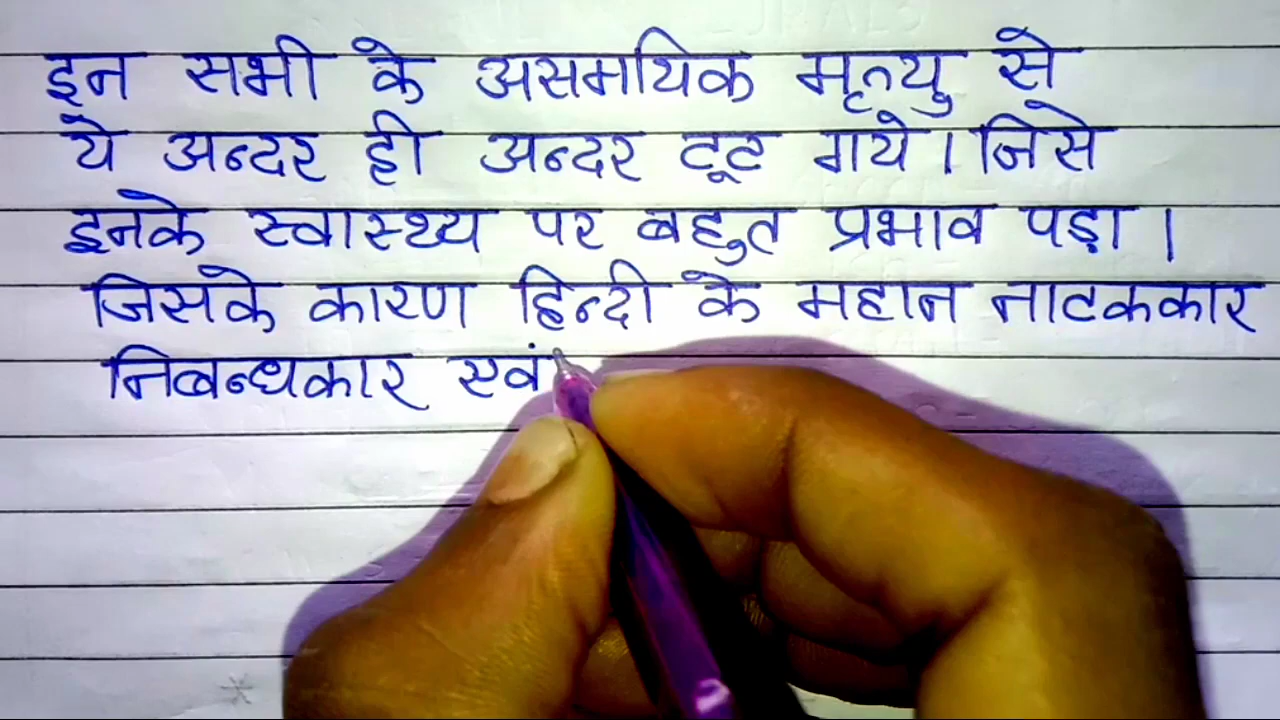 इन सभी के असमयिक मृत्यु से
ये अन्दर ही अन्दर टूट गये । जिसे
इनके स्वास्थ्य पर बहुत प्रभाव पड़ा ।
जिसके कारण हिन्दी के महान नाटककार
निबन्धकार एवं